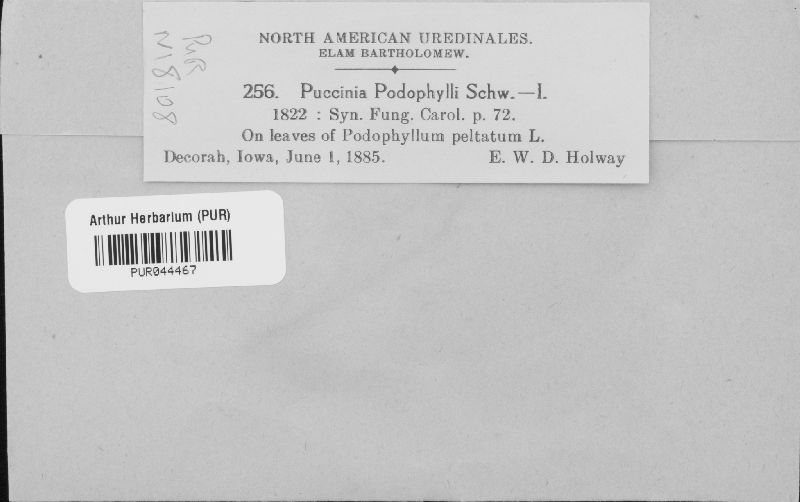 NORTH AMERICAN UREDINALES.
ELAM BARTHOLOMEW.
256. Puccinia Podophylli Schw.—I.
1822 : Syn. Fung. Carol. p. 72.
On leaves of Podophyllum peltatum L.
Decorah, Iowa, June 1, 1885. E. W. D. Holway
PUR
N18108
Arthur Herbarium (PUR)
PUR044467